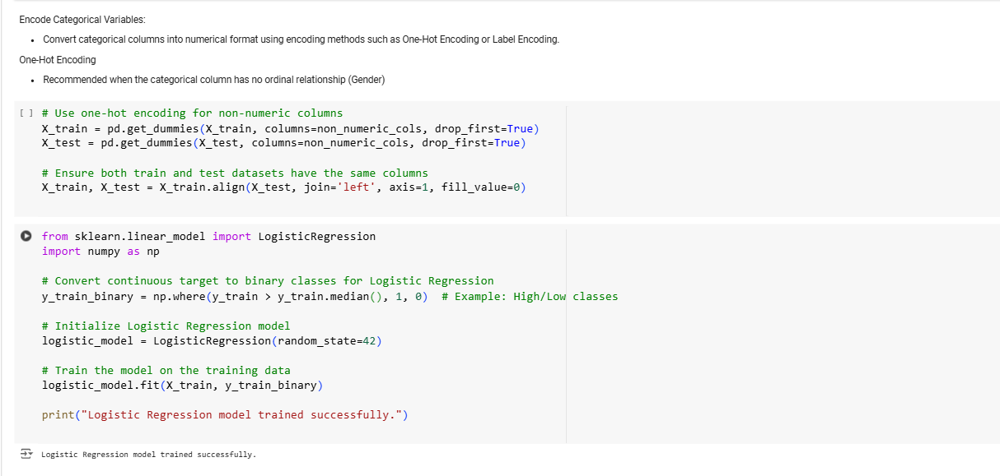 Encode Categorical Variables:
• Convert categorical columns into numerical format using encoding methods such as One-Hot Encoding or Label Encoding.
One-Hot Encoding
• Recommended when the categorical column has no ordinal relationship (Gender)
[ ] # Use one-hot encoding for non-numeric columns
X_train = pd.get_dummies(X_train, columns=non_numeric_cols, drop_first=True)
X_test = pd.get_dummies(X_test, columns=non_numeric_cols, drop_first=True)
# Ensure both train and test datasets have the same columns
X_train, X_test = X_train.align(X_test, join='left', axis=1, fill_value=0)
from sklearn.linear_model import LogisticRegression
import numpy as np
# Convert continuous target to binary classes for Logistic Regression
y_train_binary = np.where(y_train > y_train.median(), 1, 0)  # Example: High/Low classes
# Initialize Logistic Regression model
logistic_model = LogisticRegression(random_state=42)
# Train the model on the training data
logistic_model.fit(X_train, y_train_binary)
print("Logistic Regression model trained successfully.")
Logistic Regression model trained successfully.